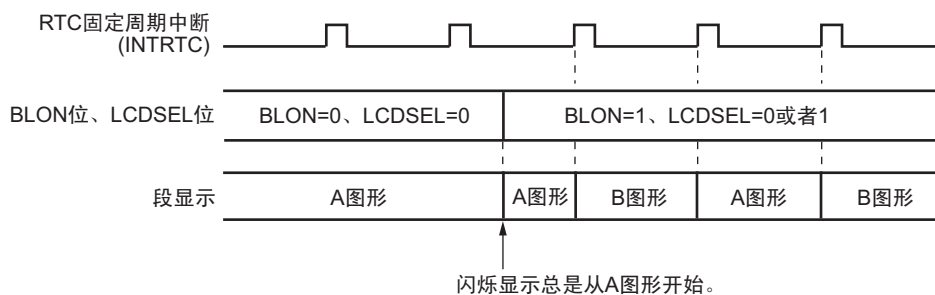 RTC固定周期中断
(INTRTC)
BLON位、LCDSEL位
BLON=0、LCDSEL=0
BLON=1、LCDSEL=0或者1
段显示
A图形
A图形
B图形
A图形
B图形
闪烁显示总是从A图形开始。